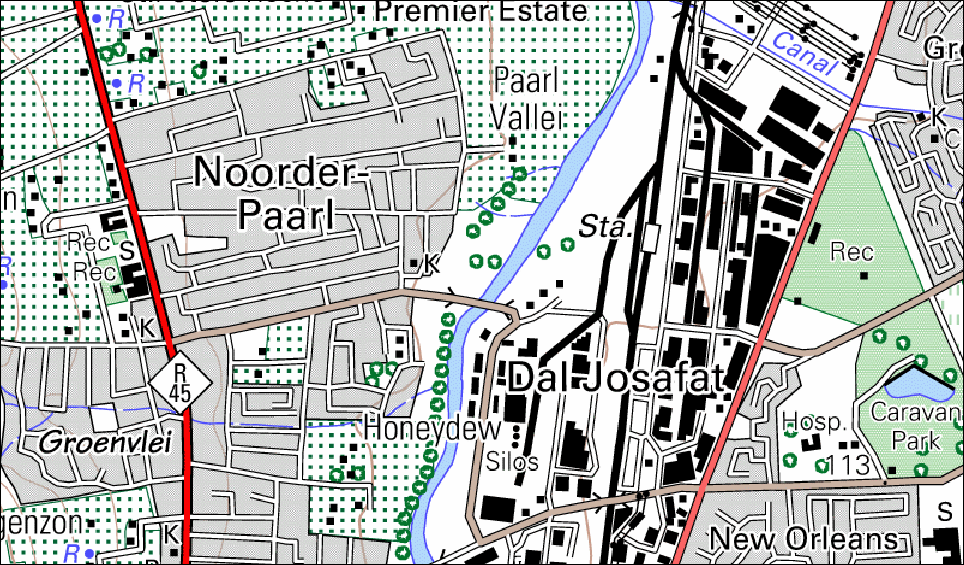 Premier Estate
R
R
Canal
Gr
Paarl
Vallei
K
C
Noorder-
Paarl
n
Sta.
Rec
S
Rec
K
Rec
R
K
R
45
Dal Josafat
Groenvlei
Honeydew
Silos
Hosp.
113
Caravan
Park
genzon
R
K
S
New Orleans